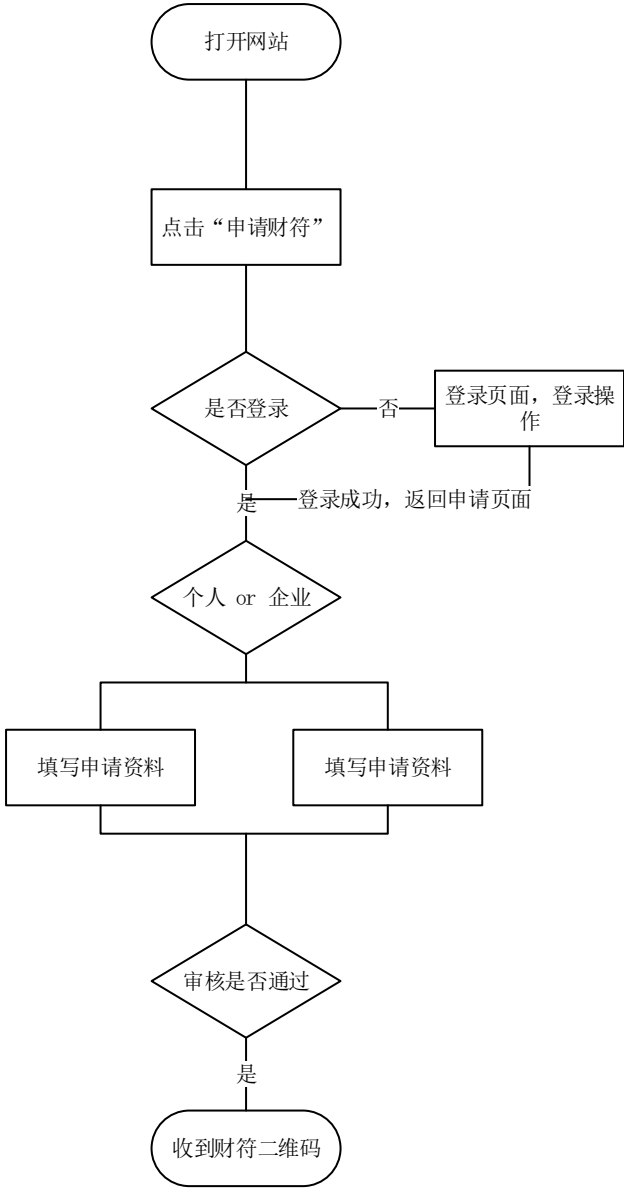 打开网站
点击“申请财符”
是否登录
否
登录页面，登录操
作
是
登录成功，返回申请页面
个人 or 企业
填写申请资料
填写申请资料
审核是否通过
是
收到财符二维码